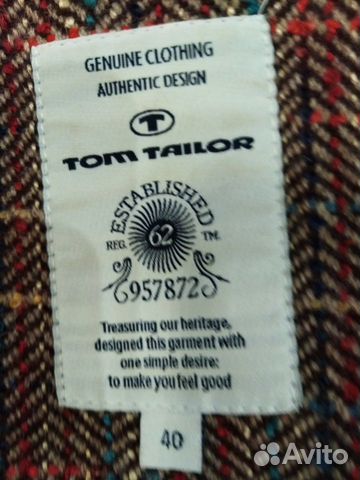 GENUINE CLOTHING
AUTHENTIC DESIGN
T
TOM TAILOR
ESTABLISHED
REG. 62 TM.
957872
Treasuring our heritage,
designed this garment with
one simple desire:
to make you feel good
40
Avito